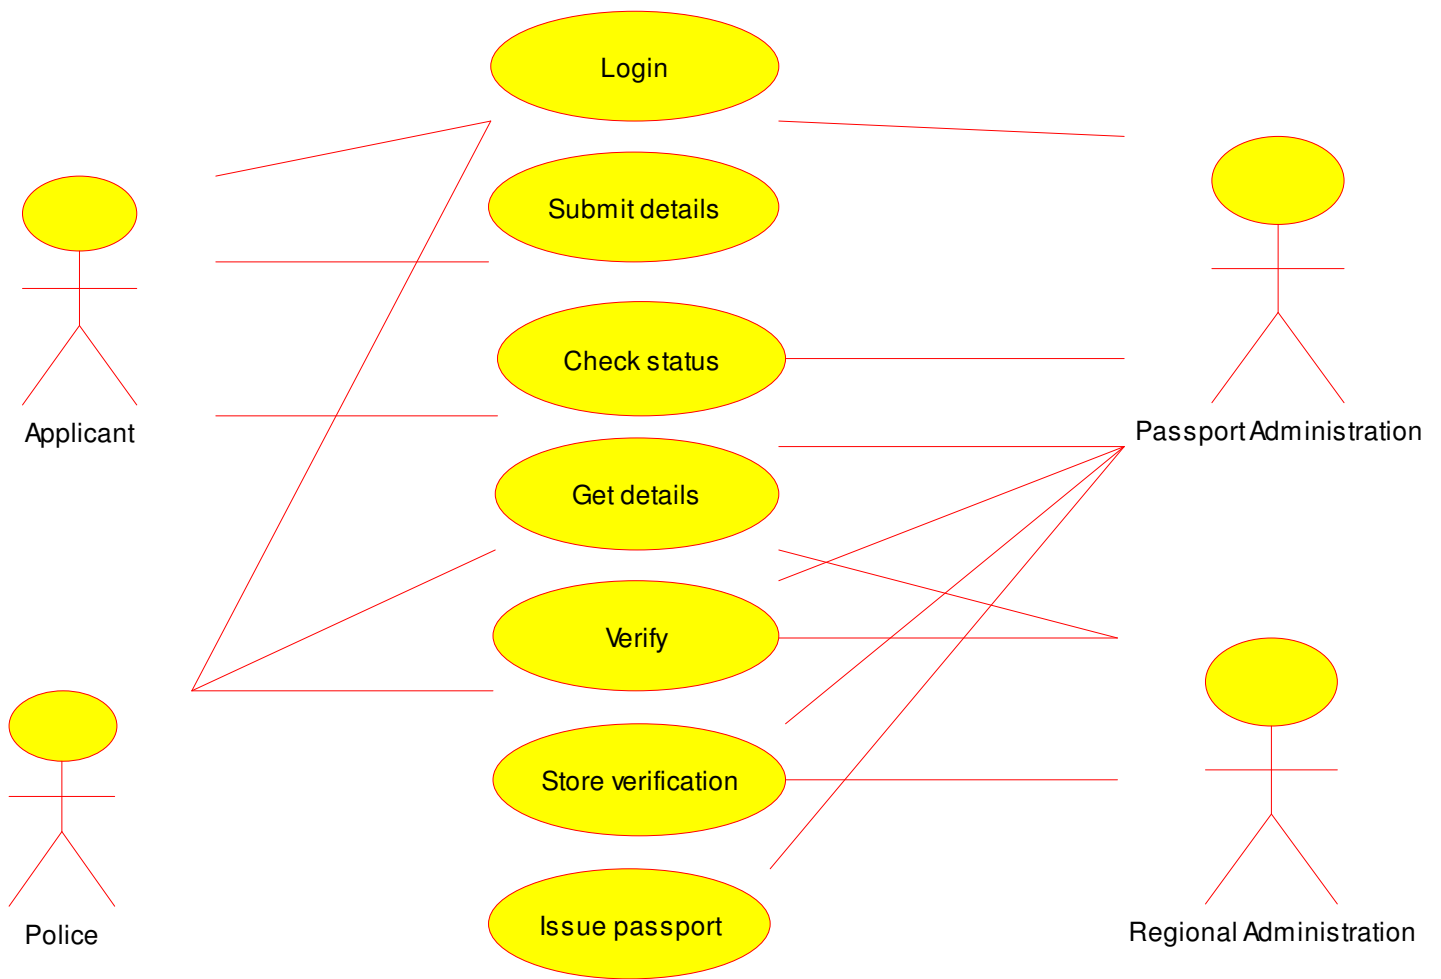 Login
Submit details
Check status
Applicant
Passport Administration
Get details
Verify
Store verification
Issue passport
Police
Regional Administration